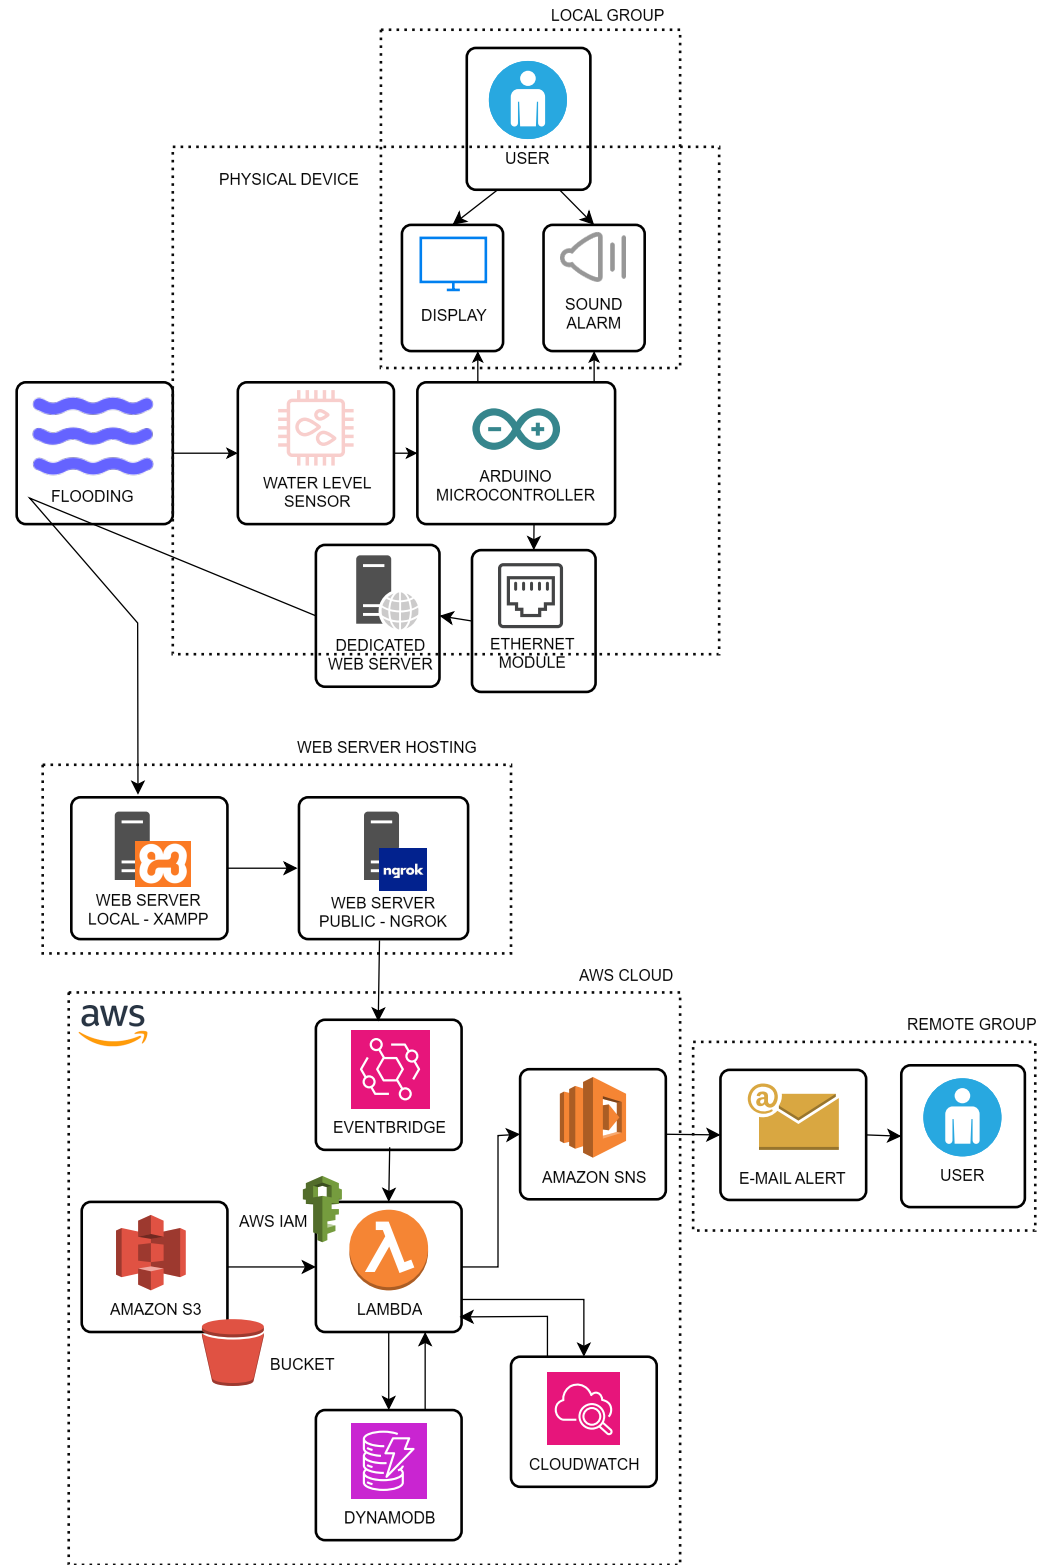 LOCAL GROUP
USER
PHYSICAL DEVICE
DISPLAY
SOUND
ALARM
FLOODING
WATER LEVEL
SENSOR
ARDUINO
MICROCONTROLLER
DEDICATED
WEB SERVER
ETHERNET
MODULE
WEB SERVER HOSTING
WEB SERVER
LOCAL - XAMPP
ngrok
WEB SERVER
PUBLIC - NGROK
AWS CLOUD
aws
REMOTE GROUP
EVENTBRIDGE
AMAZON SNS
@
E-MAIL ALERT
USER
AWS IAM
AMAZON S3
LAMBDA
BUCKET
CLOUDWATCH
DYNAMODB